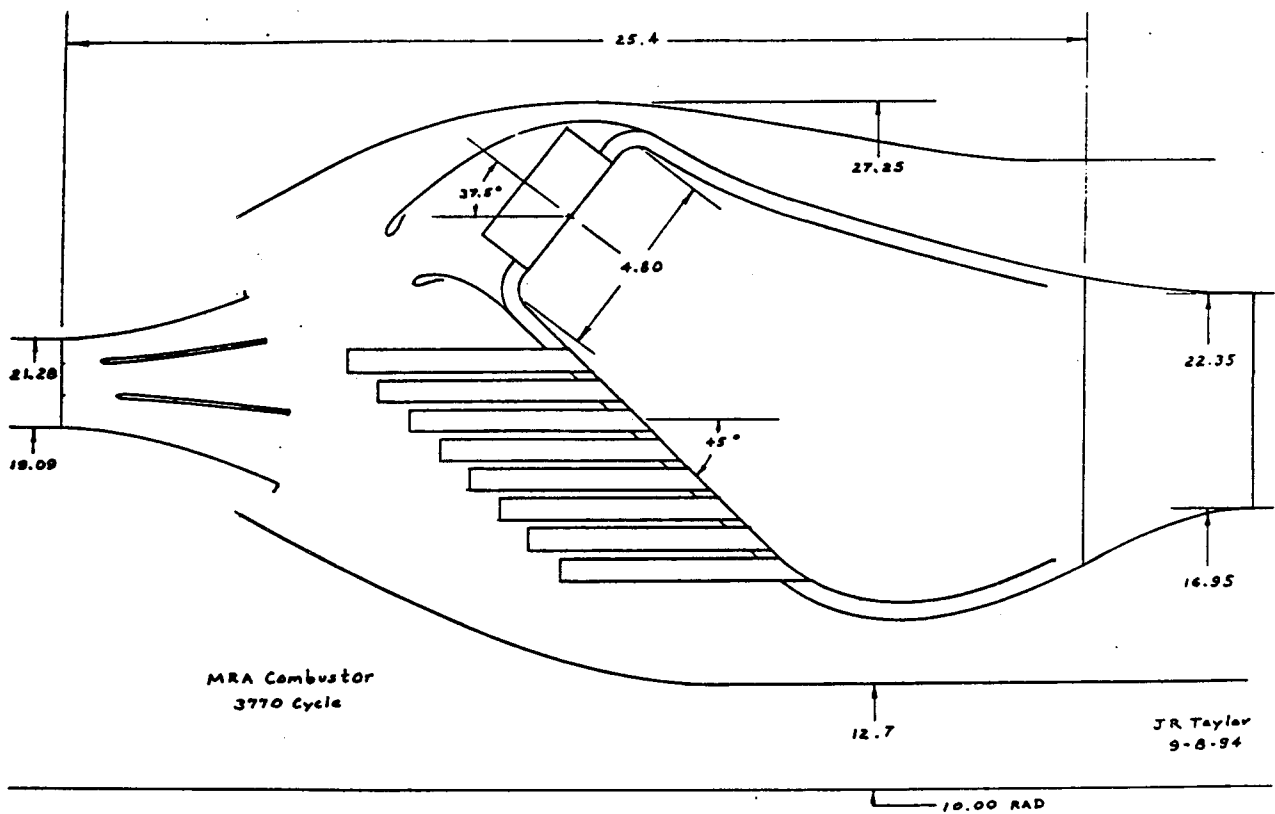 25.4
27.25
37.5°
4.80
21.28
22.35
45°
19.09
16.95
MRA Combustor
3770 Cycle
12.7
JR Taylor
9-8-94
10.00 RAD